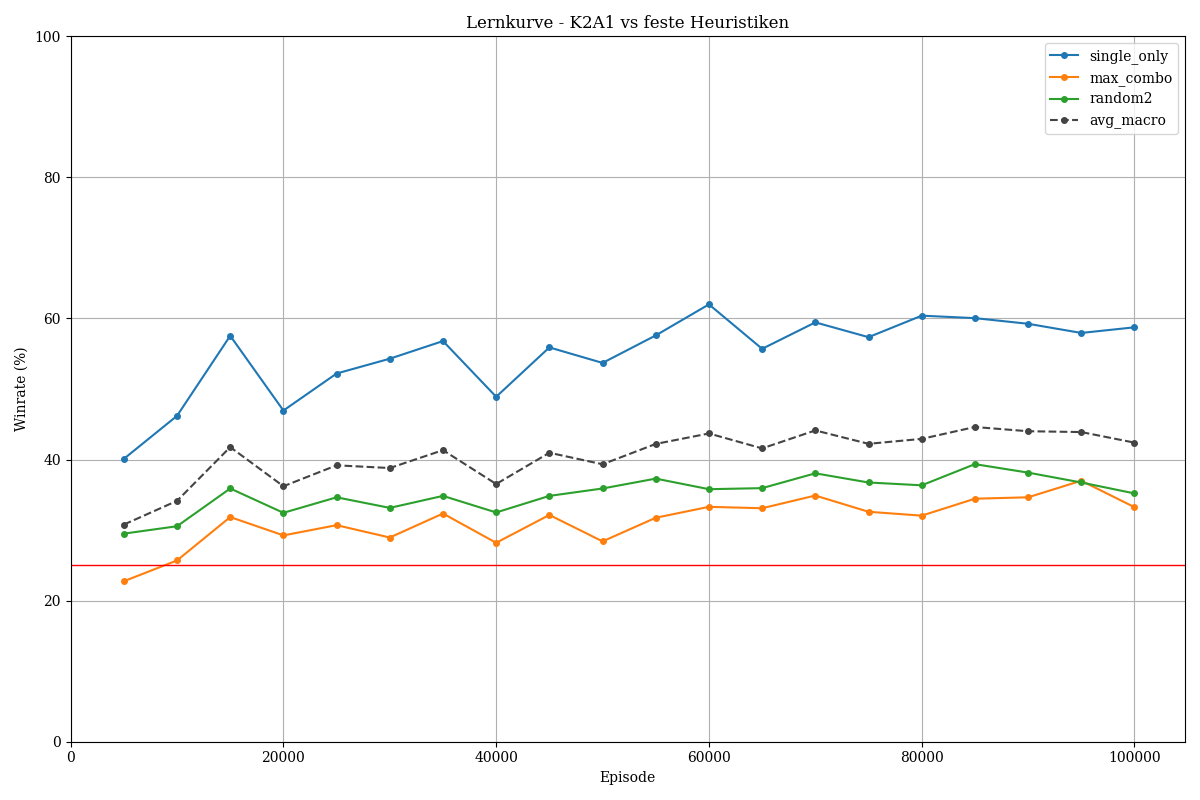 Lernkurve - K2A1 vs feste Heuristiken
100
80
60
40
20
0
Winrate (%)
single_only
max_combo
random2
avg_macro
0 20000 40000 60000 80000 100000
Episode